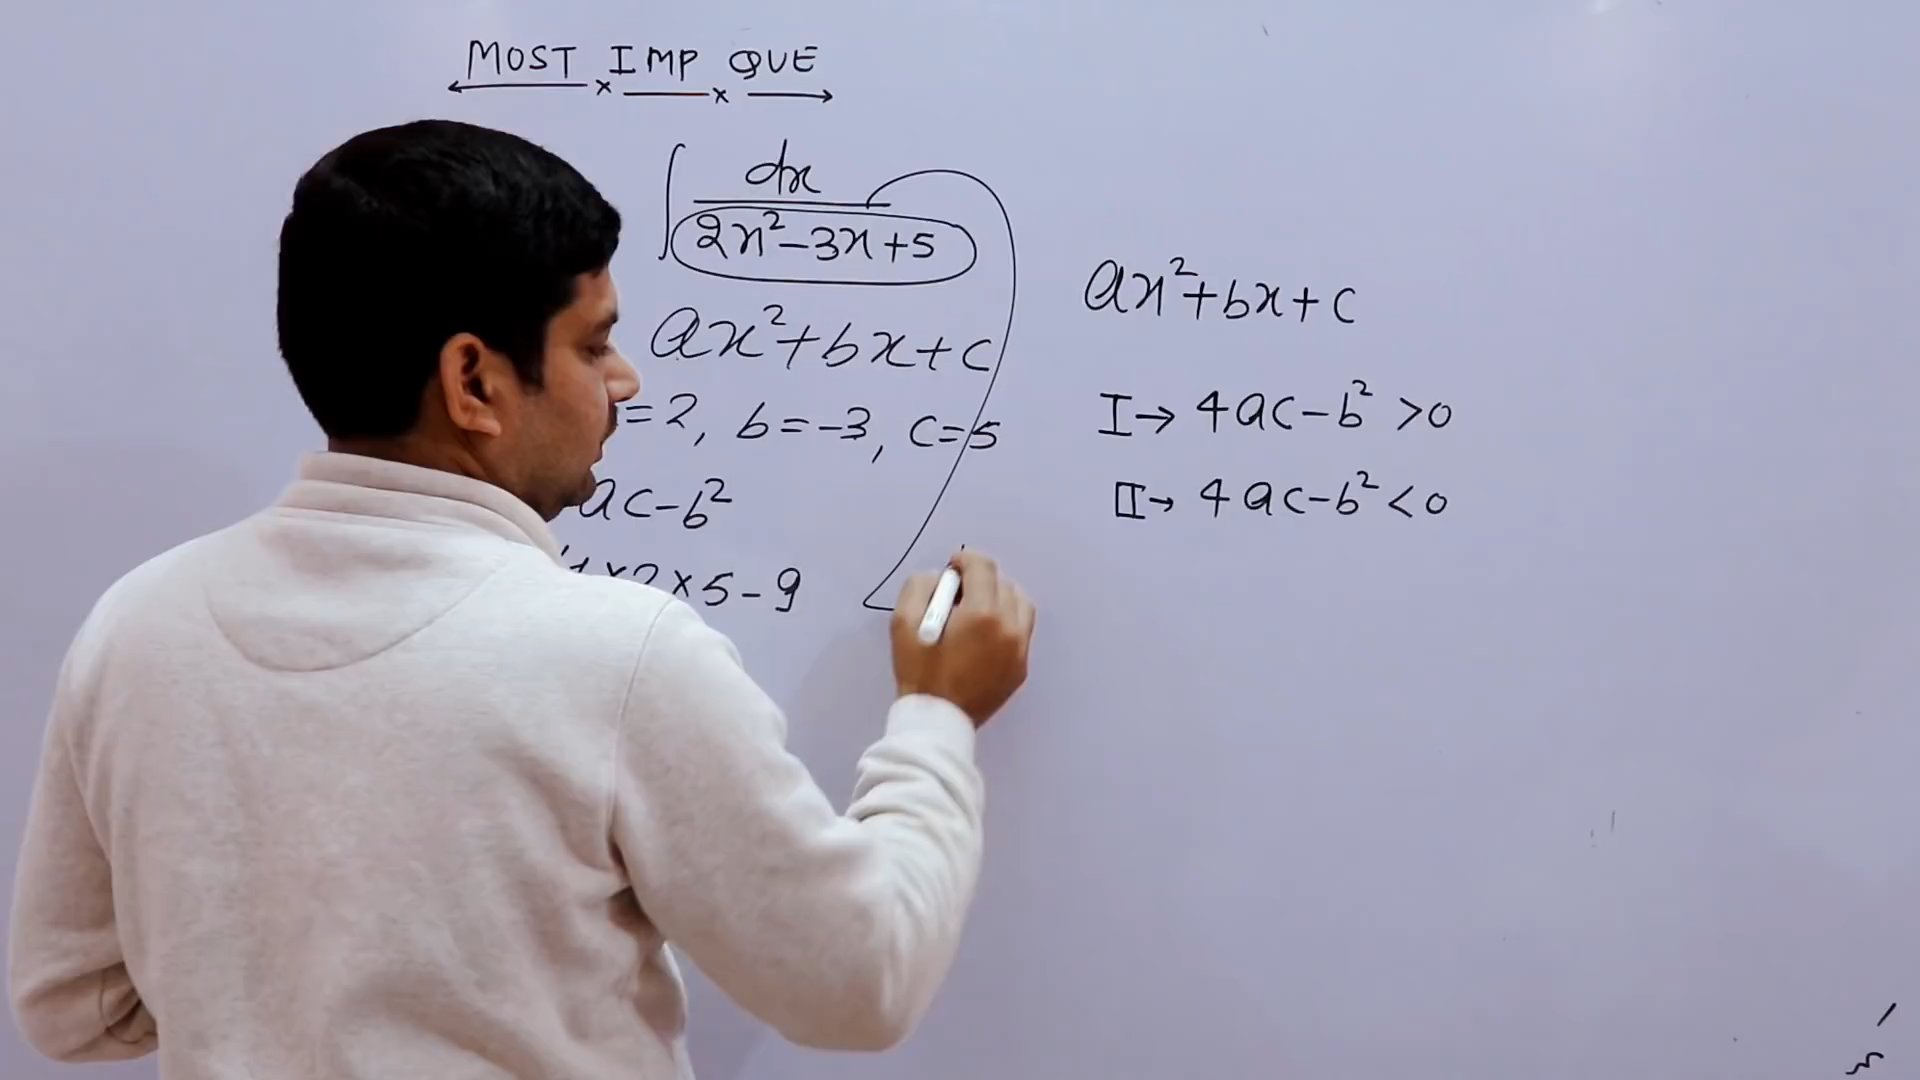 MOST IMP QUE
∫ dx
2x²-3x+5
ax²+bx+c
=2, b=-3, c=5
ac-b²
×2×5-9
ax²+bx+c
I→ 4ac-b²>0
II→ 4ac-b²<0